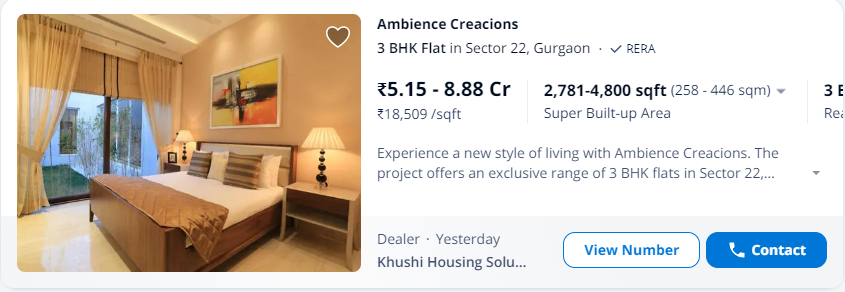 Ambience Creacions
3 BHK Flat in Sector 22, Gurgaon · ✓ RERA
₹5.15 - 8.88 Cr
₹18,509 /sqft
2,781-4,800 sqft (258 - 446 sqm)
Super Built-up Area
3
Experience a new style of living with Ambience Creacions. The
project offers an exclusive range of 3 BHK flats in Sector 22,...
Dealer · Yesterday
Khushi Housing Solu...
View Number
Contact